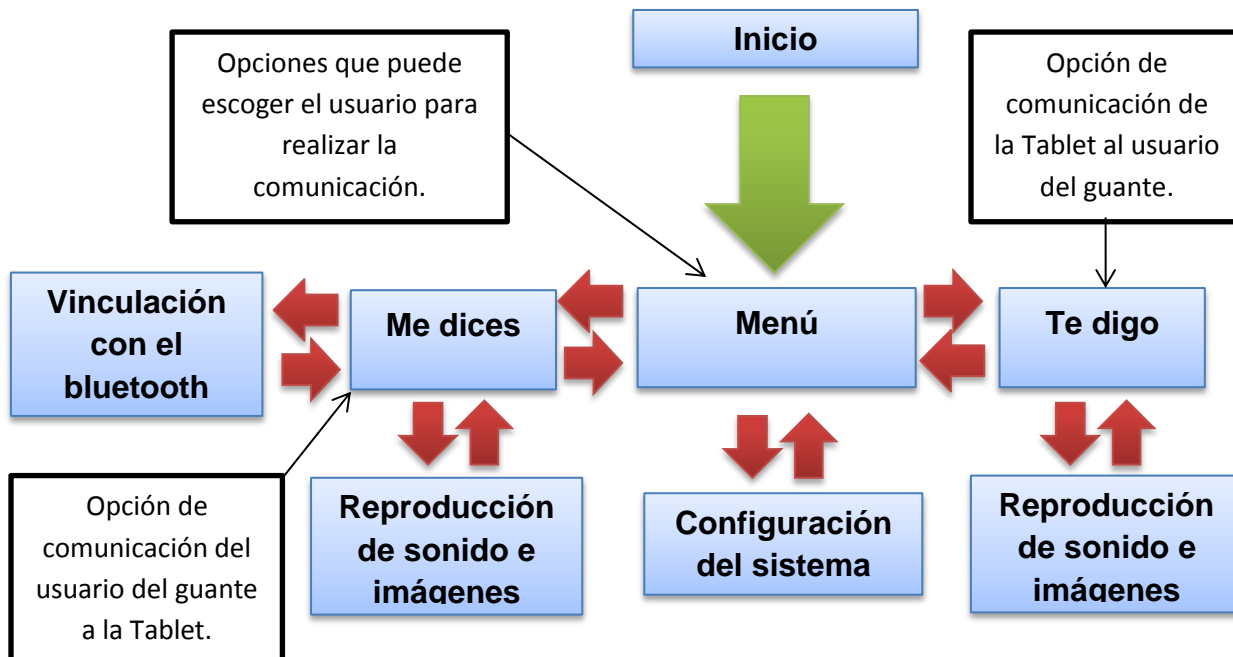 Inicio
Opciones que puede
escoger el usuario para
realizar la
comunicación.
Opción de
comunicación de
la Tablet al usuario
del guante.
Vinculación
con el
bluetooth
Me dices
Menú
Te digo
Opción de
comunicación del
usuario del guante
a la Tablet.
Reproducción
de sonido e
imágenes
Configuración
del sistema
Reproducción
de sonido e
imágenes